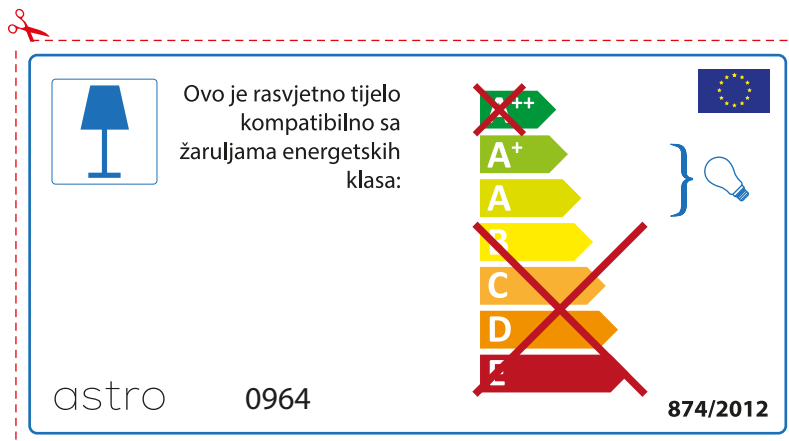 Ovo je rasvjetno tijelo
kompatibilno sa
žaruljama energetskih
klasa:
A++
A+
A
B
C
D
E
astro
0964
874/2012